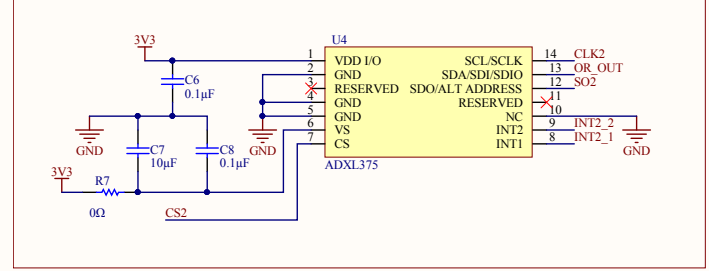 U4
3V3
1 VDD I/O SCL/SCLK 14 CLK2
2 GND SDA/SDI/SDIO 13 OR_OUT
3 RESERVED SDO/ALT ADDRESS 12 SO2
4 GND RESERVED 11
5 GND NC 10
6 VS INT2 9 INT2_2
7 CS INT1 8 INT2_1
ADXL375
C6
0.1µF
GND
GND
GND
C7
10µF
C8
0.1µF
3V3
R7
0Ω
CS2